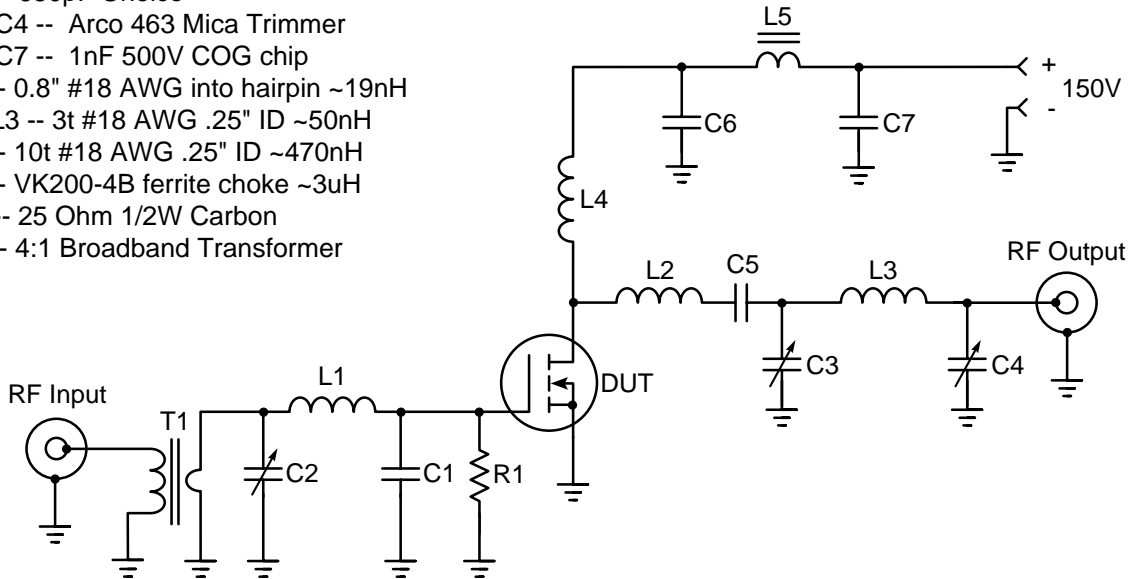 C4 -- Arco 463 Mica Trimmer
C7 -- 1nF 500V COG chip
- 0.8" #18 AWG into hairpin ~19nH
L3 -- 3t #18 AWG .25" ID ~50nH
- 10t #18 AWG .25" ID ~470nH
- VK200-4B ferrite choke ~3uH
-- 25 Ohm 1/2W Carbon
- 4:1 Broadband Transformer
L5
+
150V
-
C6
C7
L4
RF Output
L2
C5
L3
C3
C4
DUT
RF Input
T1
L1
C2
C1
R1